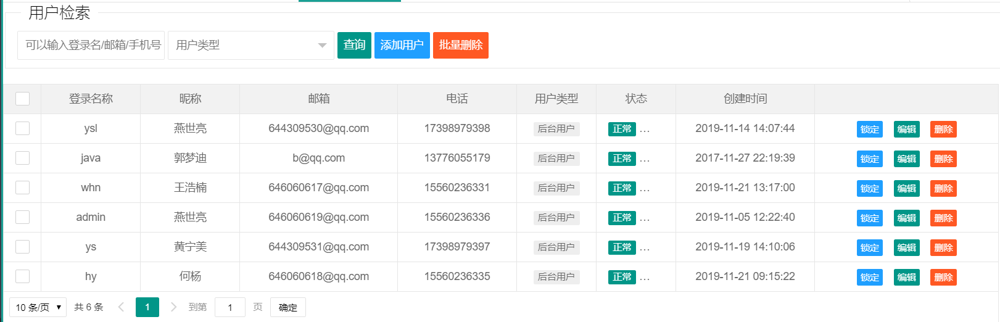 用户检索
可以输入登录名/邮箱/手机号 用户类型 查询 添加用户 批量删除
登录名称 昵称 邮箱 电话 用户类型 状态 创建时间
ysl 燕世亮 644309530@qq.com 17398979398 后台用户 正常 ... 2019-11-14 14:07:44 锁定 编辑 删除
java 郭梦迪 b@qq.com 13776055179 后台用户 正常 ... 2017-11-27 22:19:39 锁定 编辑 删除
whn 王浩楠 646060617@qq.com 15560236331 后台用户 正常 ... 2019-11-21 13:17:00 锁定 编辑 删除
admin 燕世亮 646060619@qq.com 15560236336 后台用户 正常 ... 2019-11-05 12:22:40 锁定 编辑 删除
ys 黄宁美 644309531@qq.com 17398979397 后台用户 正常 ... 2019-11-19 14:10:06 锁定 编辑 删除
hy 何杨 646060618@qq.com 15560236335 后台用户 正常 ... 2019-11-21 09:15:22 锁定 编辑 删除
10 条/页 共 6 条 1 到第 1 页 确定